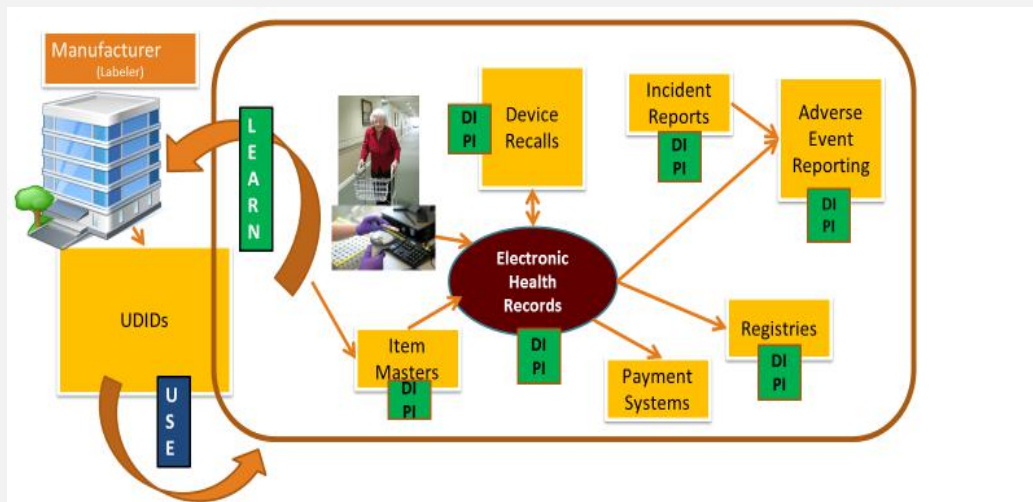 Manufacturer
(Labeler)
L
E
A
R
N
UDIDs
U
S
E
DI
PI
Device
Recalls
Incident
Reports
DI
PI
Adverse
Event
Reporting
DI
PI
Electronic
Health
Records
DI
PI
Item
Masters
DI
PI
Payment
Systems
Registries
DI
PI